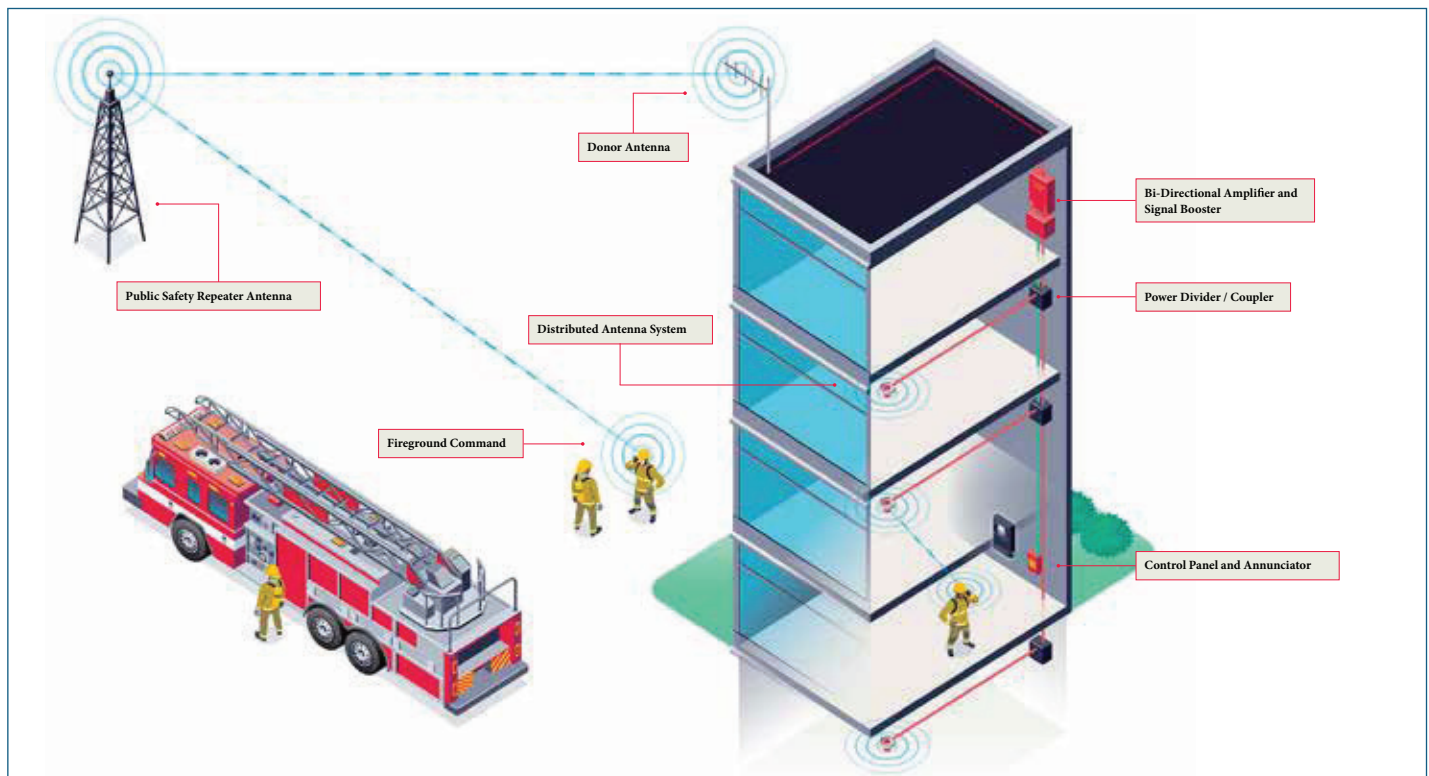 Donor Antenna
Bi-Directional Amplifier and
Signal Booster
Public Safety Repeater Antenna
Power Divider / Coupler
Distributed Antenna System
Fireground Command
Control Panel and Annunciator